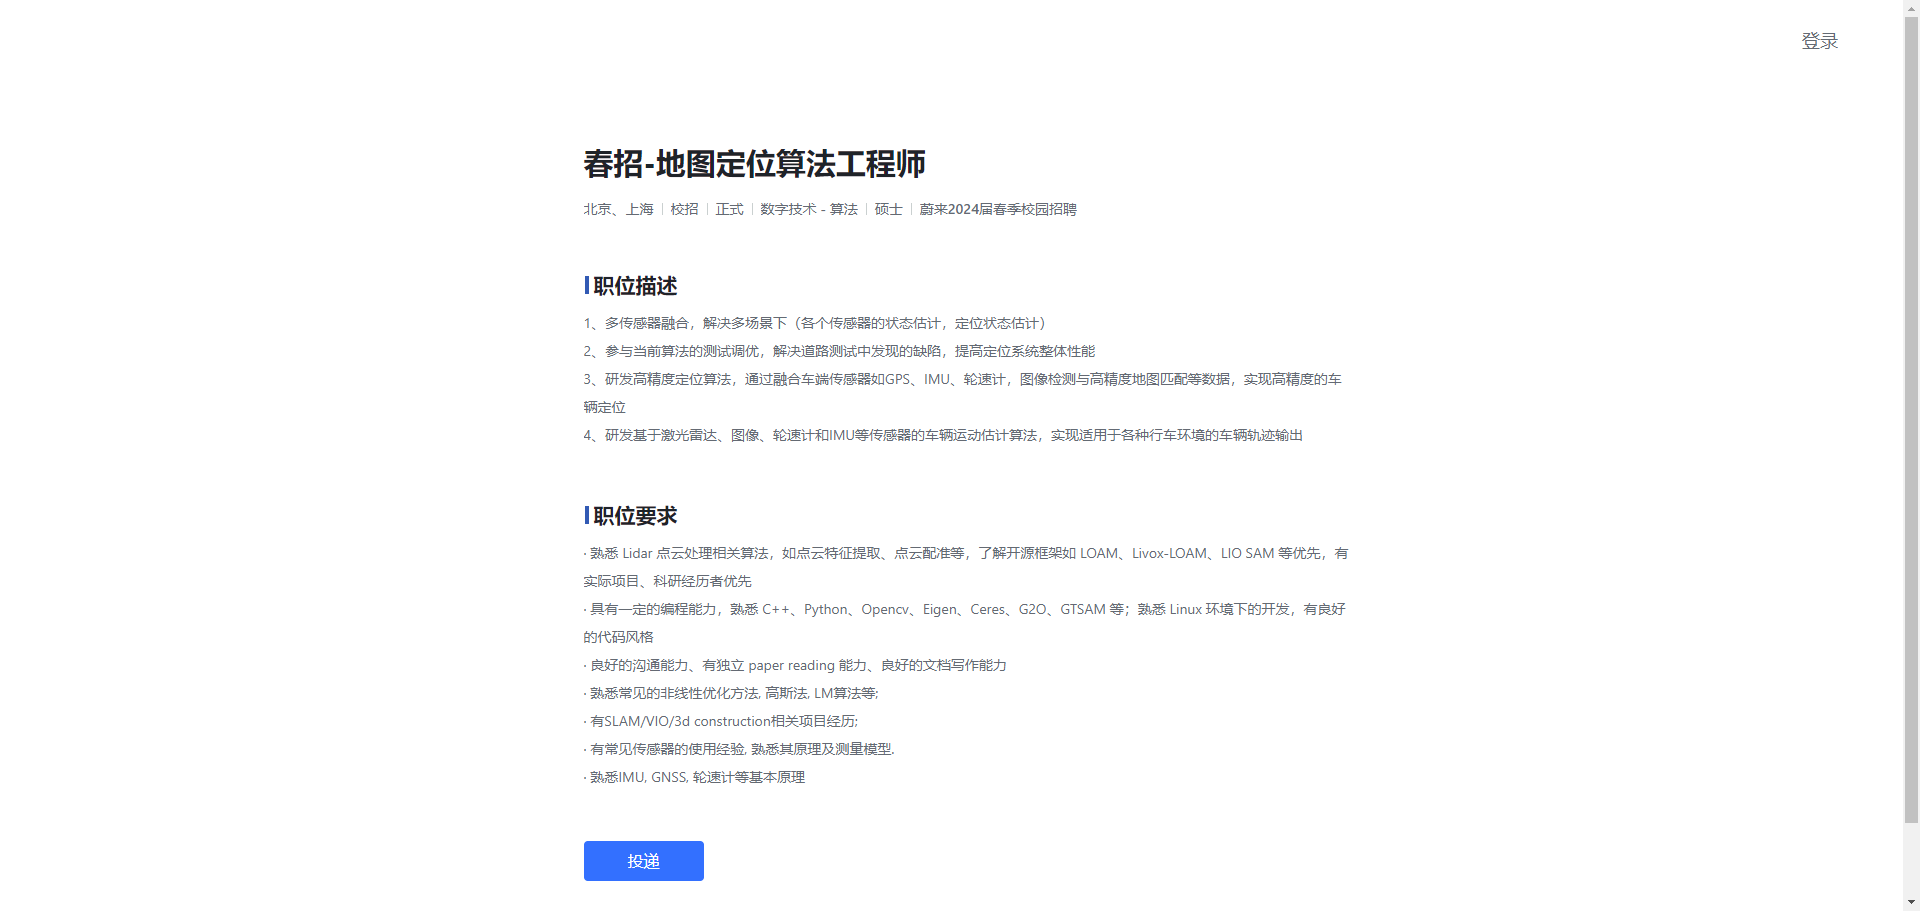 登录
春招-地图定位算法工程师
北京、上海 | 校招 | 正式 | 数字技术 - 算法 | 硕士 | 蔚来2024届春季校园招聘
职位描述
1、多传感器融合，解决多场景下（各个传感器的状态估计，定位状态估计）
2、参与当前算法的测试调优，解决道路测试中发现的缺陷，提高定位系统整体性能
3、研发高精度定位算法，通过融合车端传感器如GPS、IMU、轮速计，图像检测与高精度地图匹配等数据，实现高精度的车
辆定位
4、研发基于激光雷达、图像、轮速计和IMU等传感器的车辆运动估计算法，实现适用于各种行车环境的车辆轨迹输出
职位要求
· 熟悉 Lidar 点云处理相关算法，如点云特征提取、点云配准等，了解开源框架如 LOAM、Livox-LOAM、LIO SAM 等优先，有
实际项目、科研经历者优先
· 具有一定的编程能力，熟悉 C++、Python、Opencv、Eigen、Ceres、G2O、GTSAM 等；熟悉 Linux 环境下的开发，有良好
的代码风格
· 良好的沟通能力、有独立 paper reading 能力、良好的文档写作能力
· 熟悉常见的非线性优化方法, 高斯法, LM算法等;
· 有SLAM/VIO/3d construction相关项目经历;
· 有常见传感器的使用经验, 熟悉其原理及测量模型.
· 熟悉IMU, GNSS, 轮速计等基本原理
投递